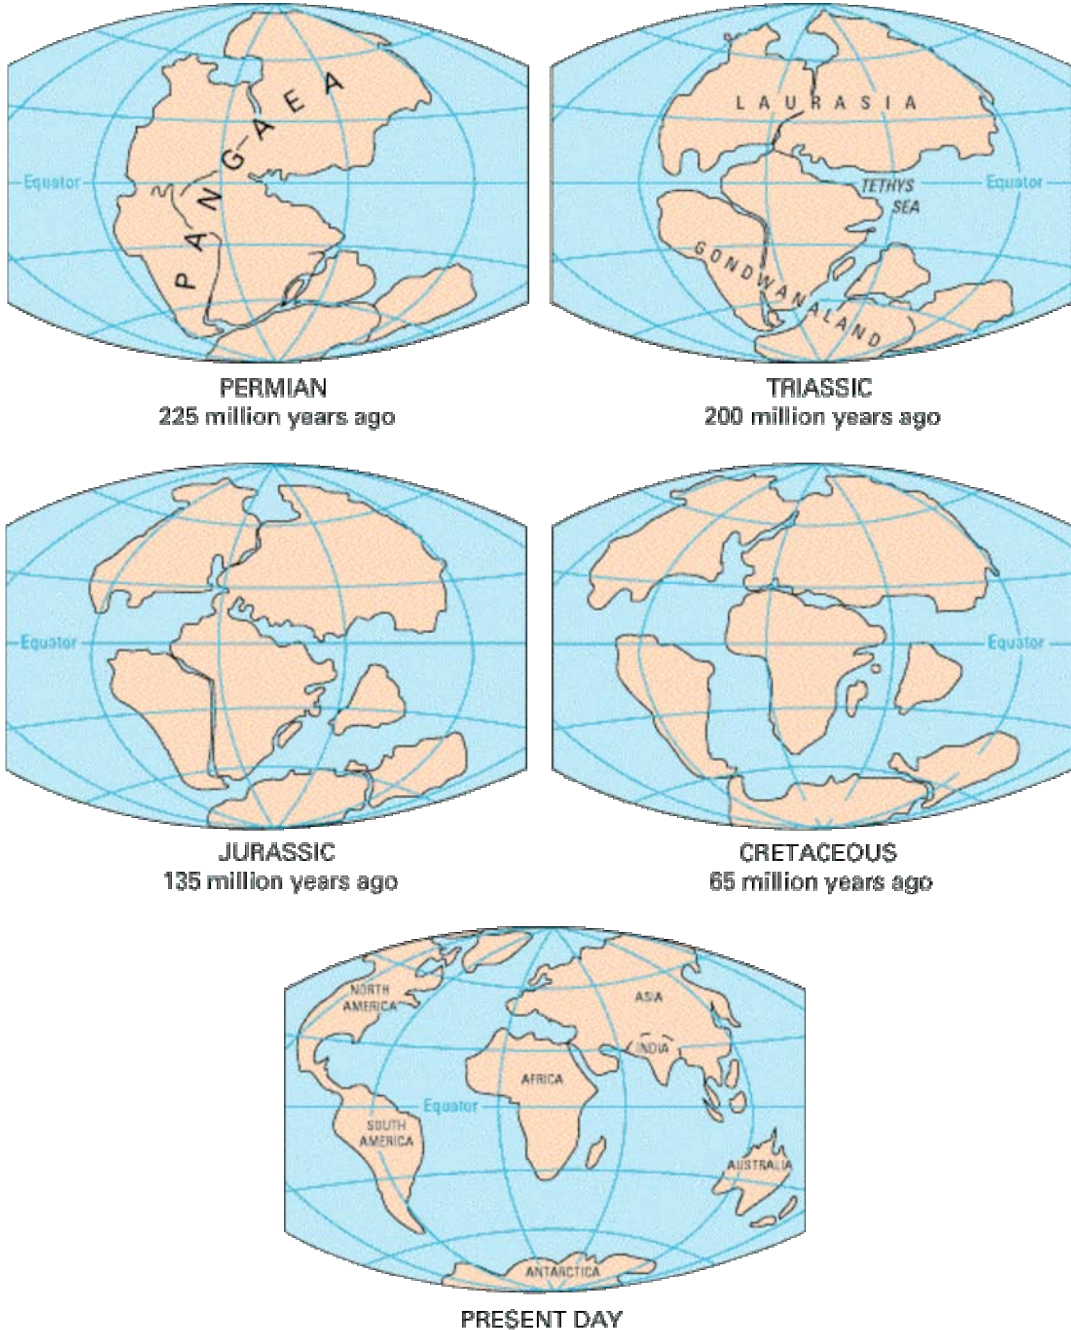 PANGAEA
Equator
PERMIAN
225 million years ago
LAURASIA
TETHYS
SEA
Equator
GONDWANALAND
TRIASSIC
200 million years ago
Equator
JURASSIC
135 million years ago
Equator
CRETACEOUS
65 million years ago
NORTH
AMERICA
ASIA
INDIA
AFRICA
Equator
SOUTH
AMERICA
AUSTRALIA
ANTARCTICA
PRESENT DAY